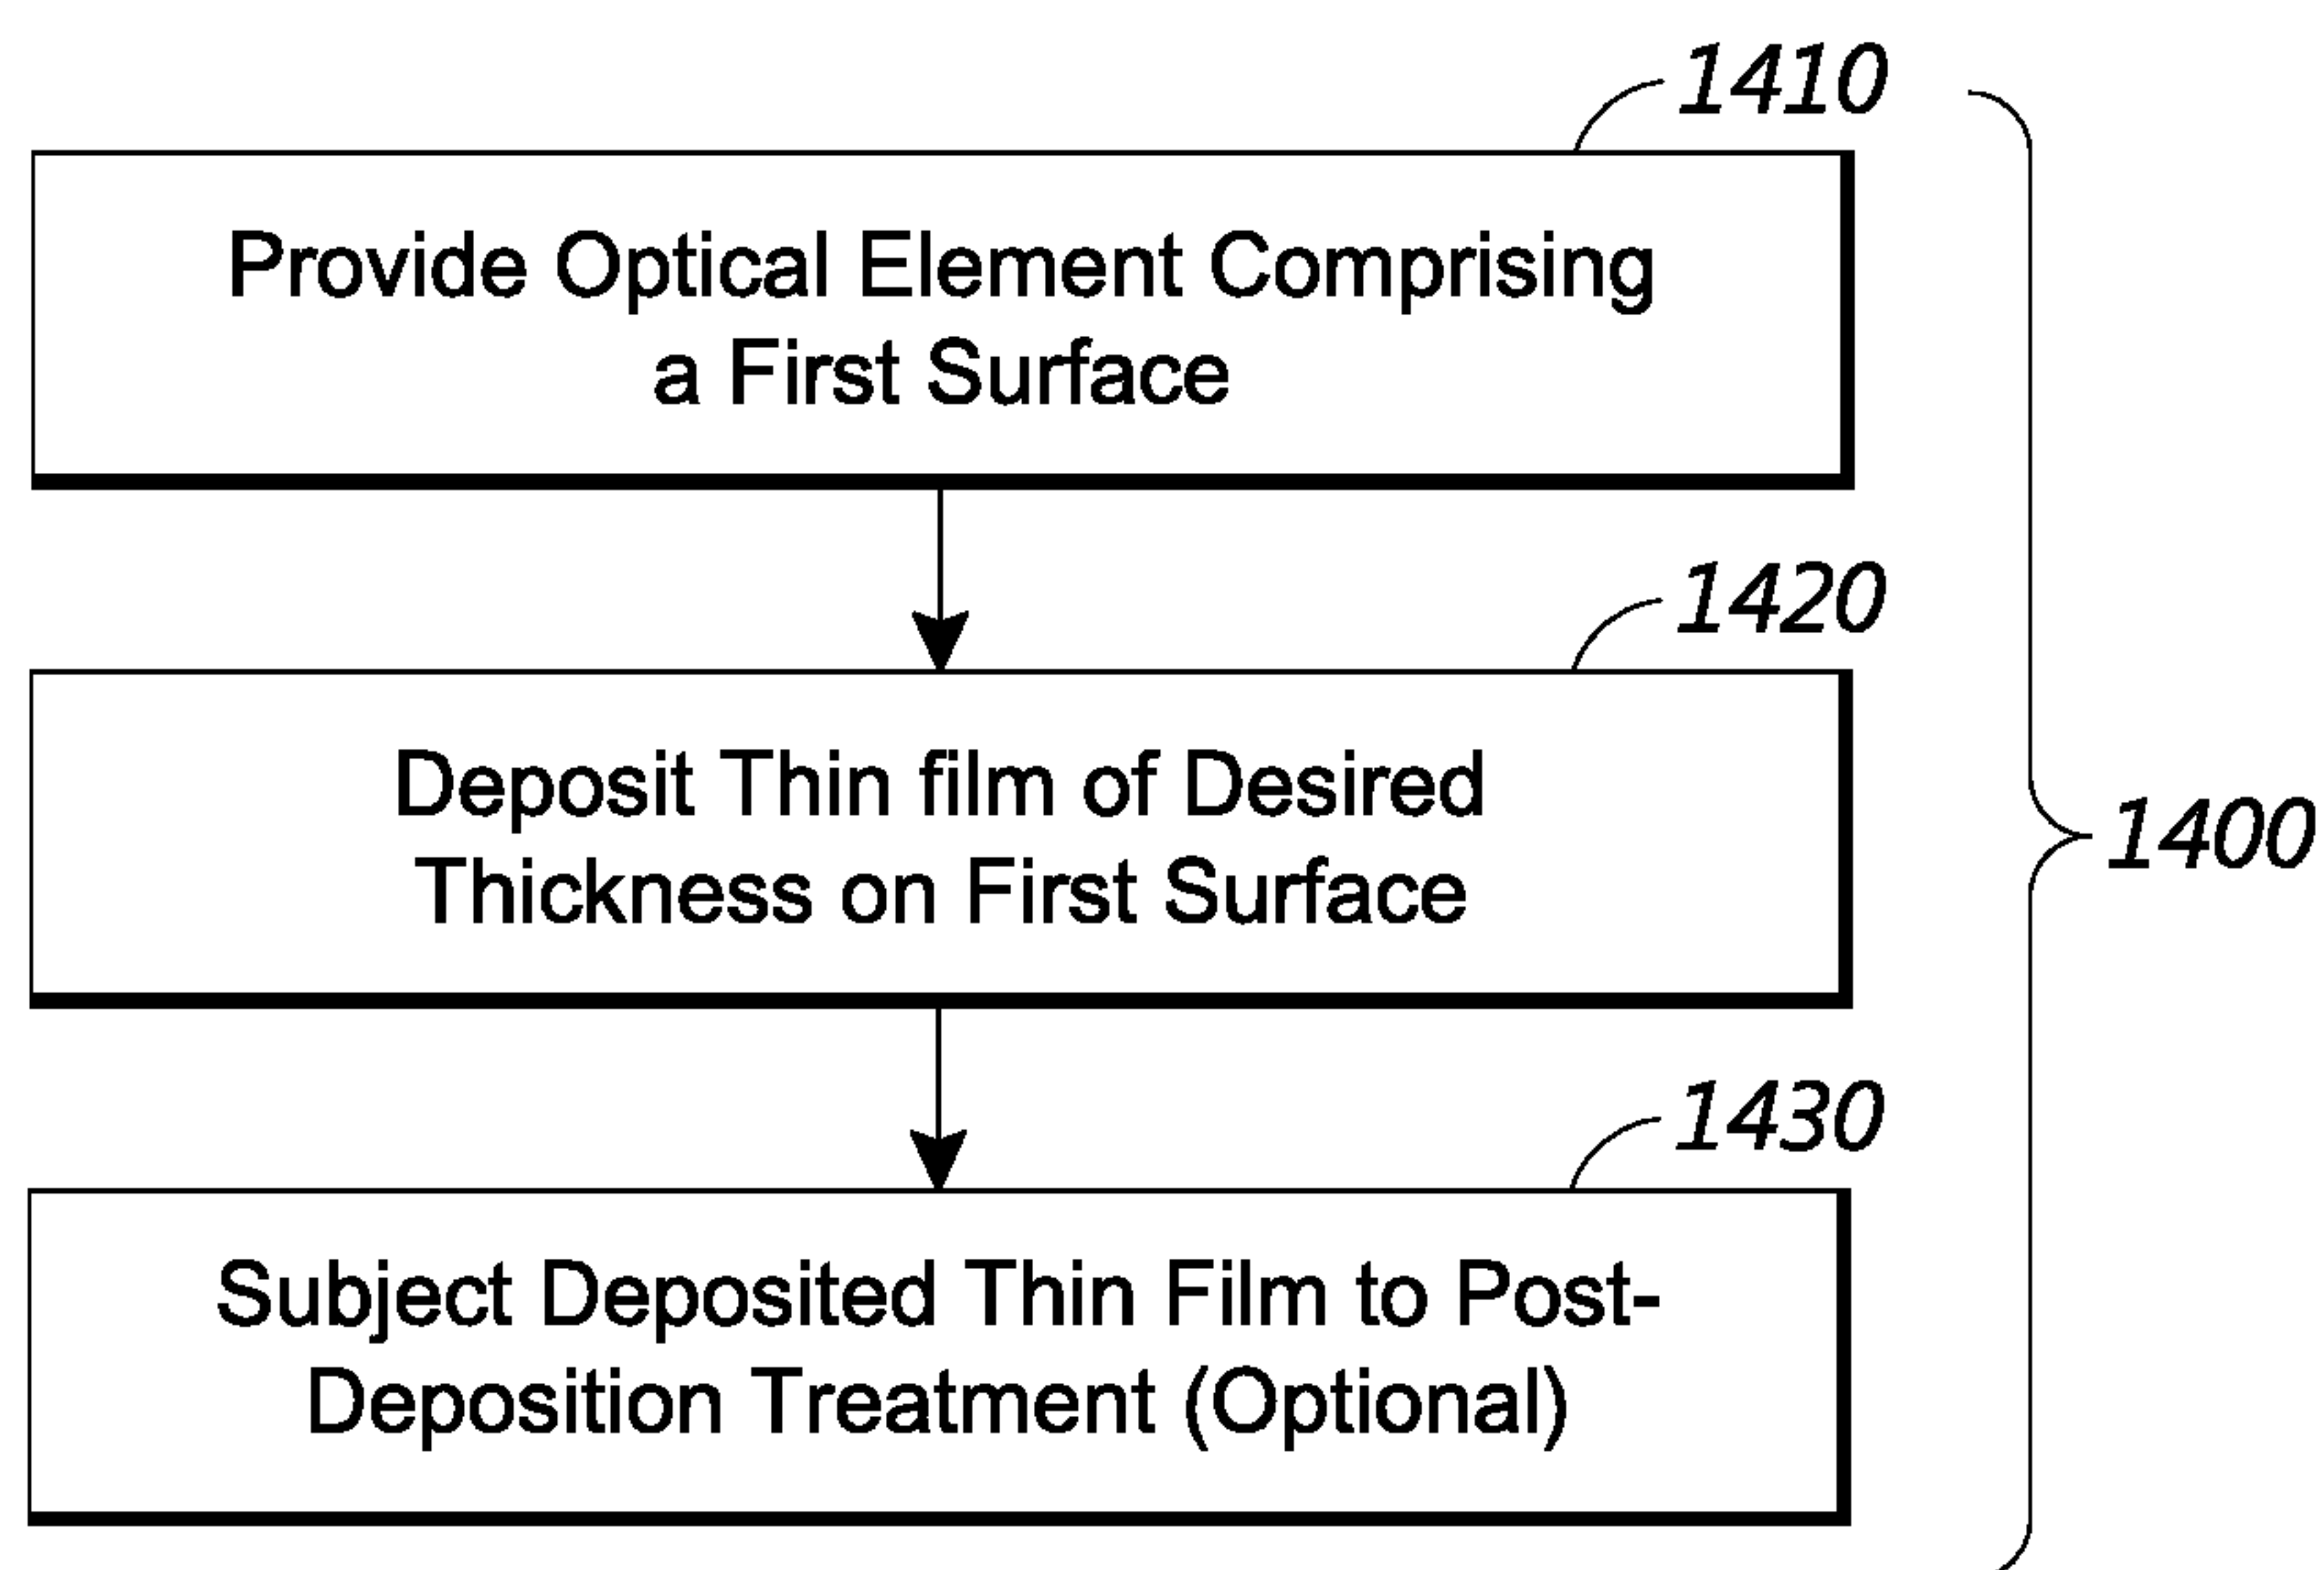 1410
Provide Optical Element Comprising
a First Surface
1420
Deposit Thin film of Desired
Thickness on First Surface
1400
1430
Subject Deposited Thin Film to Post-
Deposition Treatment (Optional)